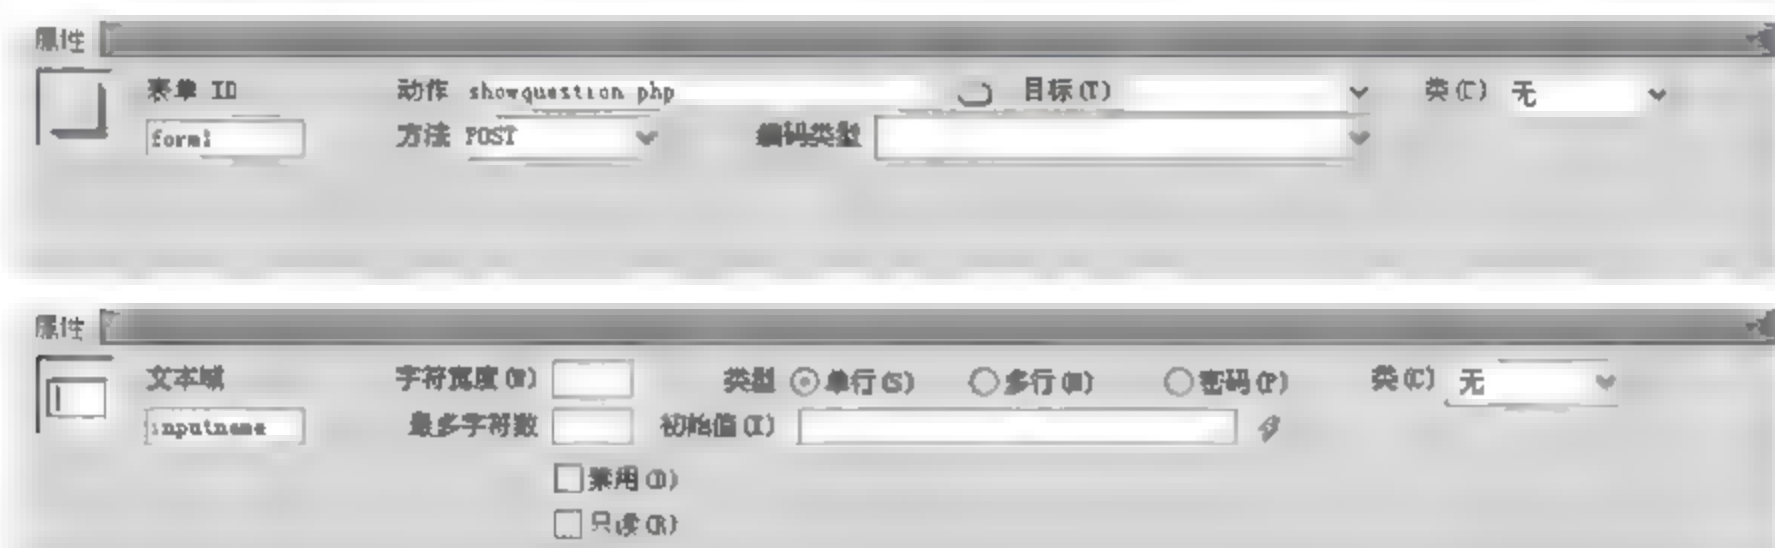 属性
表单 ID 动作 showquestion php 目标(T) 类(C) 无
form1 方法 POST 编码类型
属性
文本域 字符宽度(W) 类型 单行(S) 多行(M) 密码(P) 类(C) 无
inputname 最多字符数 初始值(I)
禁用(D)
只读(R)